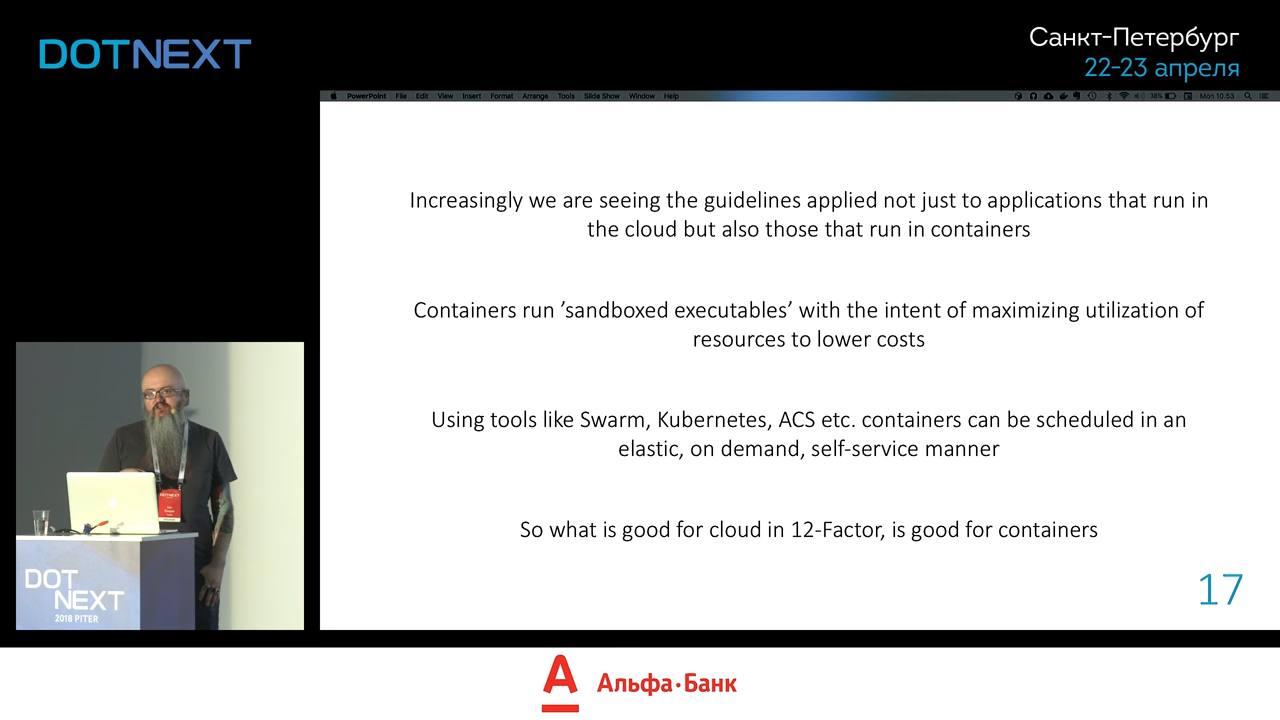 DOTNEXT
Санкт-Петербург
22-23 апреля
PowerPoint File Edit View Insert Format Arrange Tools Slide Show Window Help
38% Mon 10:53
Increasingly we are seeing the guidelines applied not just to applications that run in
the cloud but also those that run in containers
Containers run ’sandboxed executables’ with the intent of maximizing utilization of
resources to lower costs
Using tools like Swarm, Kubernetes, ACS etc. containers can be scheduled in an
elastic, on demand, self-service manner
So what is good for cloud in 12-Factor, is good for containers
17
DOTNEXT
DOT
NEXT
2018 PITER
Альфа·Банк